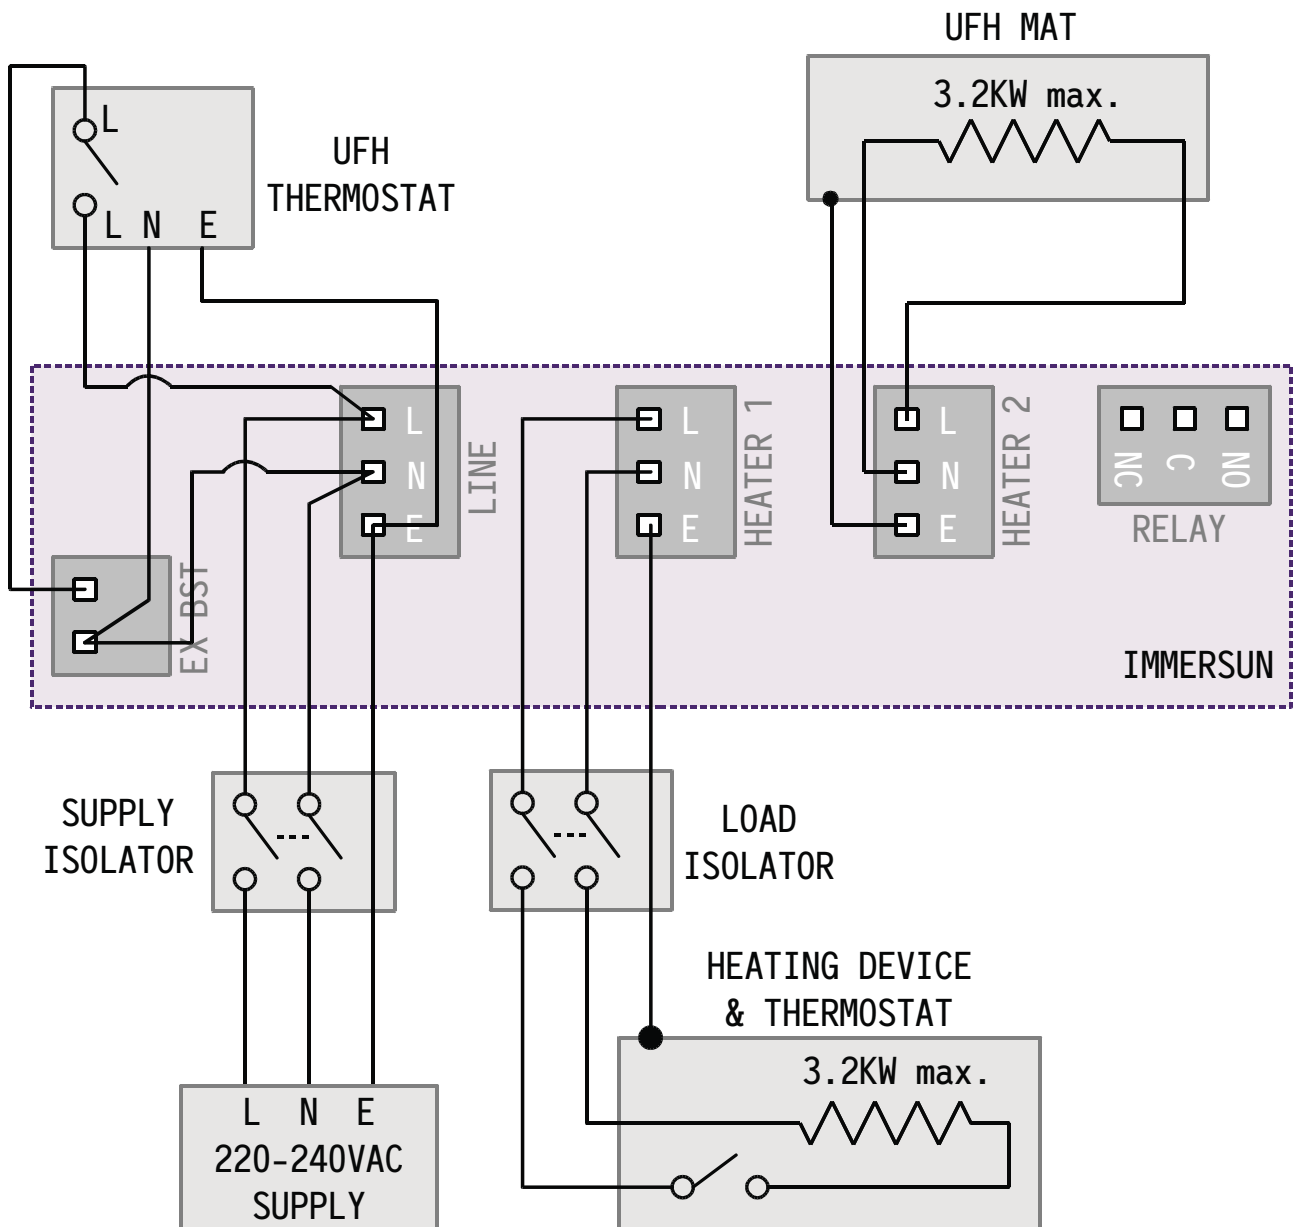 UFH MAT
3.2KW max.
L
UFH
THERMOSTAT
L N E
L
N
E
LINE
L
N
E
HEATER 1
L
N
E
HEATER 2
NC C NO
RELAY
EX BST
IMMERSUN
SUPPLY
ISOLATOR
LOAD
ISOLATOR
HEATING DEVICE
& THERMOSTAT
3.2KW max.
L N E
220-240VAC
SUPPLY